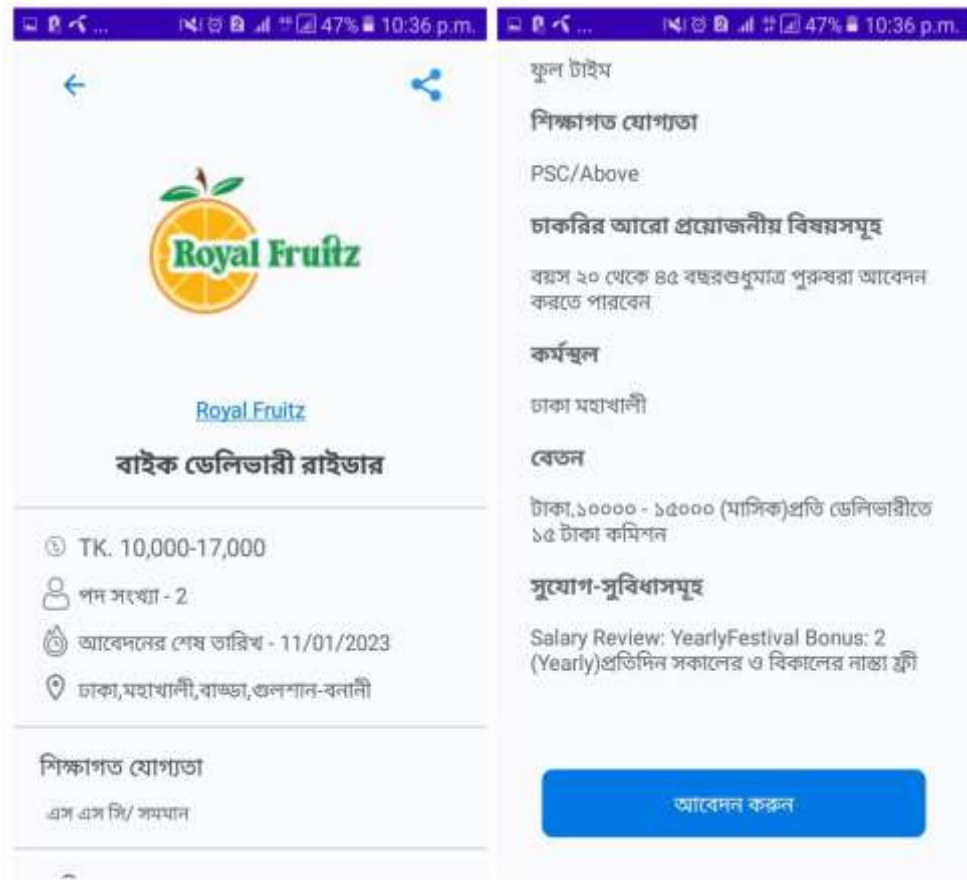 ... 47% 10:36 p.m.
Royal Fruitz
Royal Fruitz
বাইক ডেলিভারী রাইডার
TK. 10,000-17,000
পদ সংখ্যা - 2
আবেদনের শেষ তারিখ - 11/01/2023
ঢাকা,মহাখালী,বাড্ডা,গুলশান-বনানী
শিক্ষাগত যোগ্যতা
এস এস সি/ সমমান
... 47% 10:36 p.m.
ফুল টাইম
শিক্ষাগত যোগ্যতা
PSC/Above
চাকরির আরো প্রয়োজনীয় বিষয়সমূহ
বয়স ২০ থেকে ৪৫ বছরশুধুমাত্র পুরুষরা আবেদন
করতে পারবেন
কর্মস্থল
ঢাকা মহাখালী
বেতন
টাকা.১০০০০ - ১৫০০০ (মাসিক)প্রতি ডেলিভারীতে
১৫ টাকা কমিশন
সুযোগ-সুবিধাসমূহ
Salary Review: YearlyFestival Bonus: 2
(Yearly)প্রতিদিন সকালের ও বিকালের নাস্তা ফ্রী
আবেদন করুন